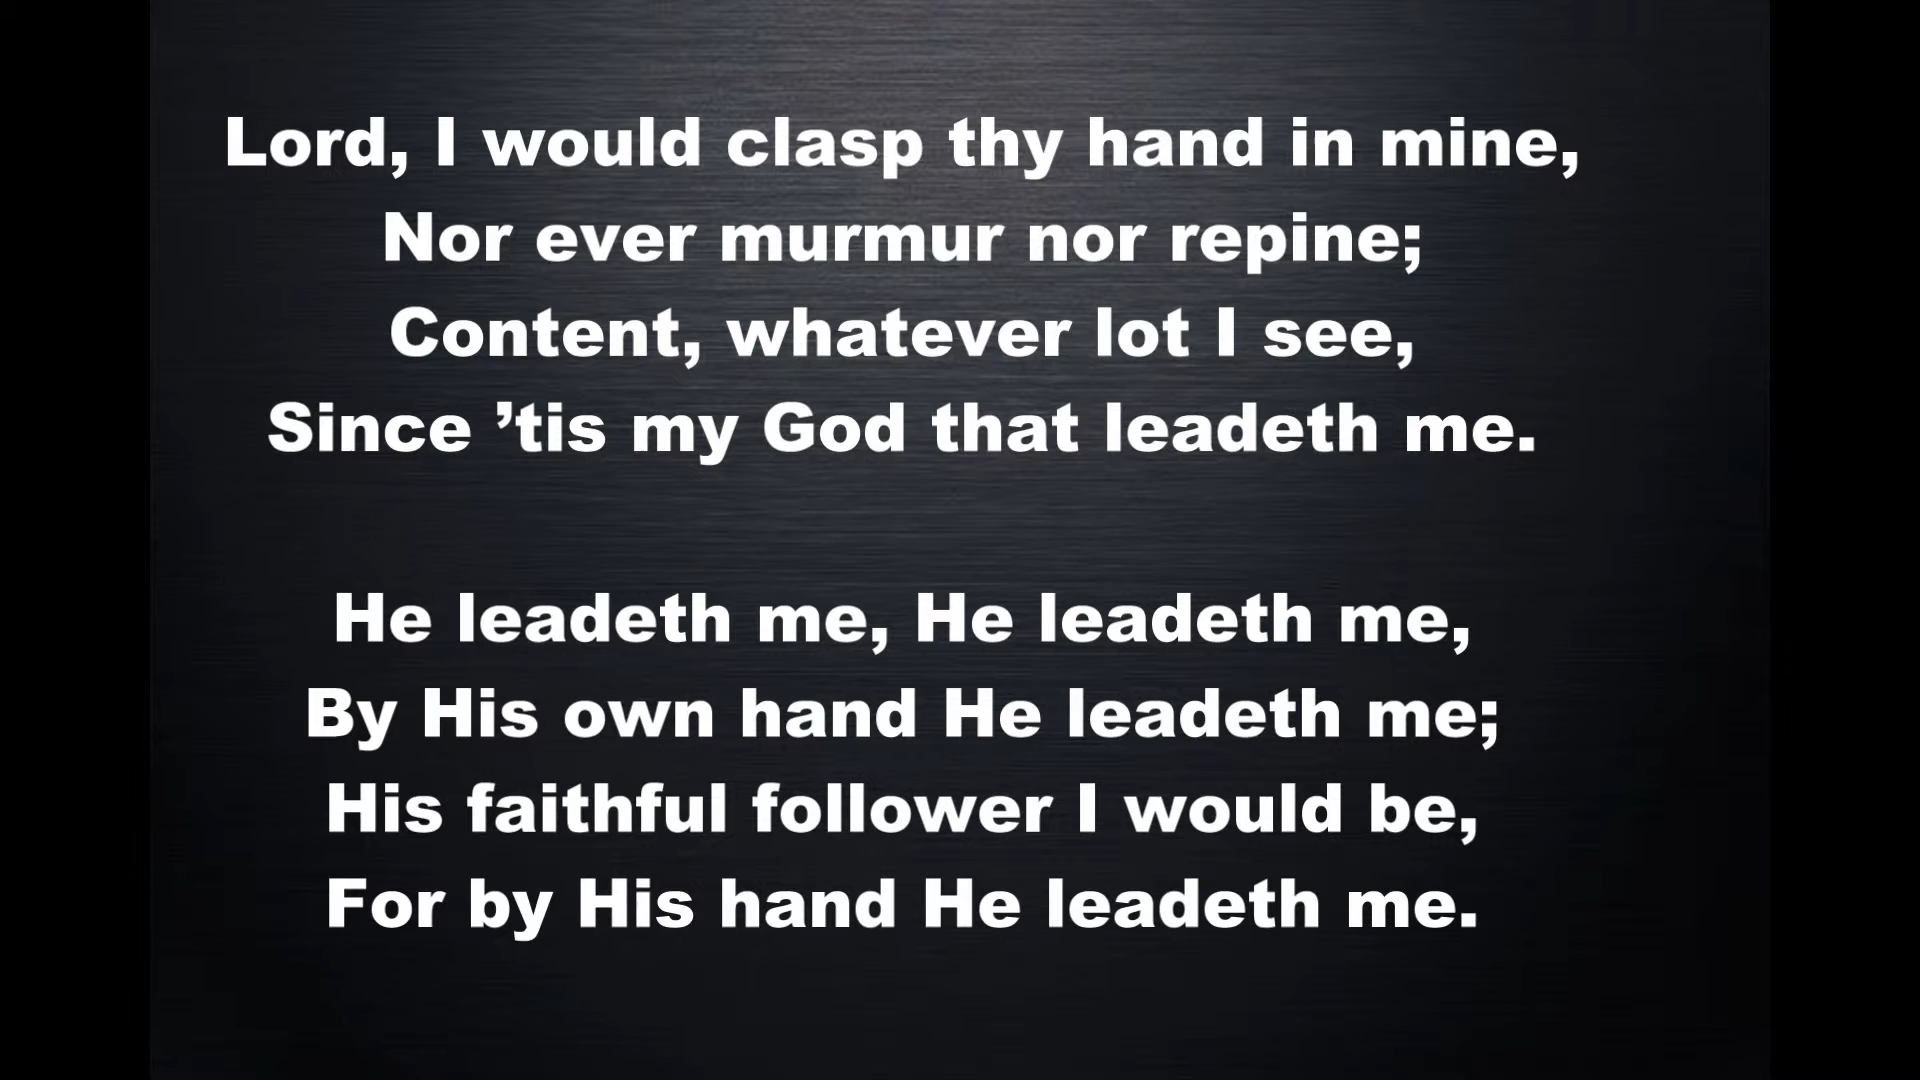 Lord, I would clasp thy hand in mine,
Nor ever murmur nor repine;
Content, whatever lot I see,
Since ’tis my God that leadeth me.
He leadeth me, He leadeth me,
By His own hand He leadeth me;
His faithful follower I would be,
For by His hand He leadeth me.